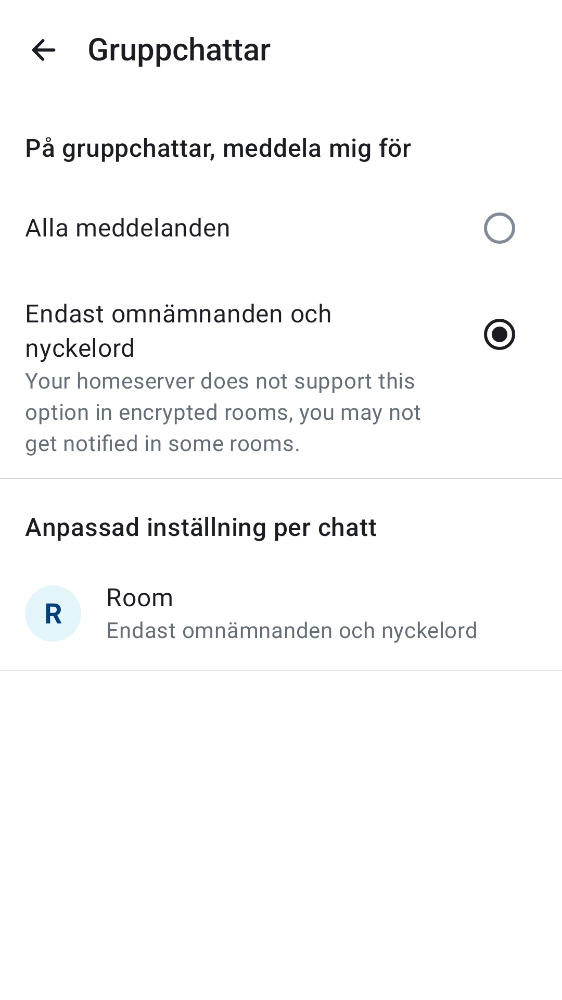 Gruppchattar
På gruppchattar, meddela mig för
Alla meddelanden
Endast omnämnanden och
nyckelord
Your homeserver does not support this
option in encrypted rooms, you may not
get notified in some rooms.
Anpassad inställning per chatt
R
Room
Endast omnämnanden och nyckelord